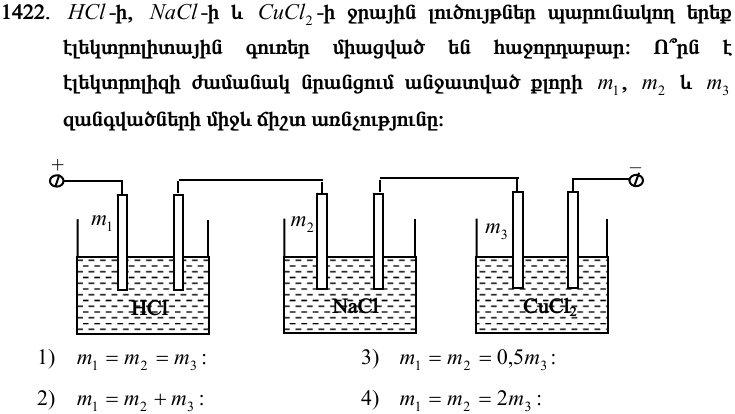 1422. HCl-ի, NaCl-ի և CuCl₂-ի ջրային լուծույթներ պարունակող երեք
էլեկտրոլիտային գուռեր միացված են հաջորդաբար: Ո՞րն է
էլեկտրոլիզի ժամանակ նրանցում անջատված քլորի m₁, m₂ և m₃
զանգվածների միջև ճիշտ առնչությունը:
+ −
m₁ m₂ m₃
HCl NaCl CuCl₂
1) m₁ = m₂ = m₃: 3) m₁ = m₂ = 0,5m₃:
2) m₁ = m₂ + m₃: 4) m₁ = m₂ = 2m₃: